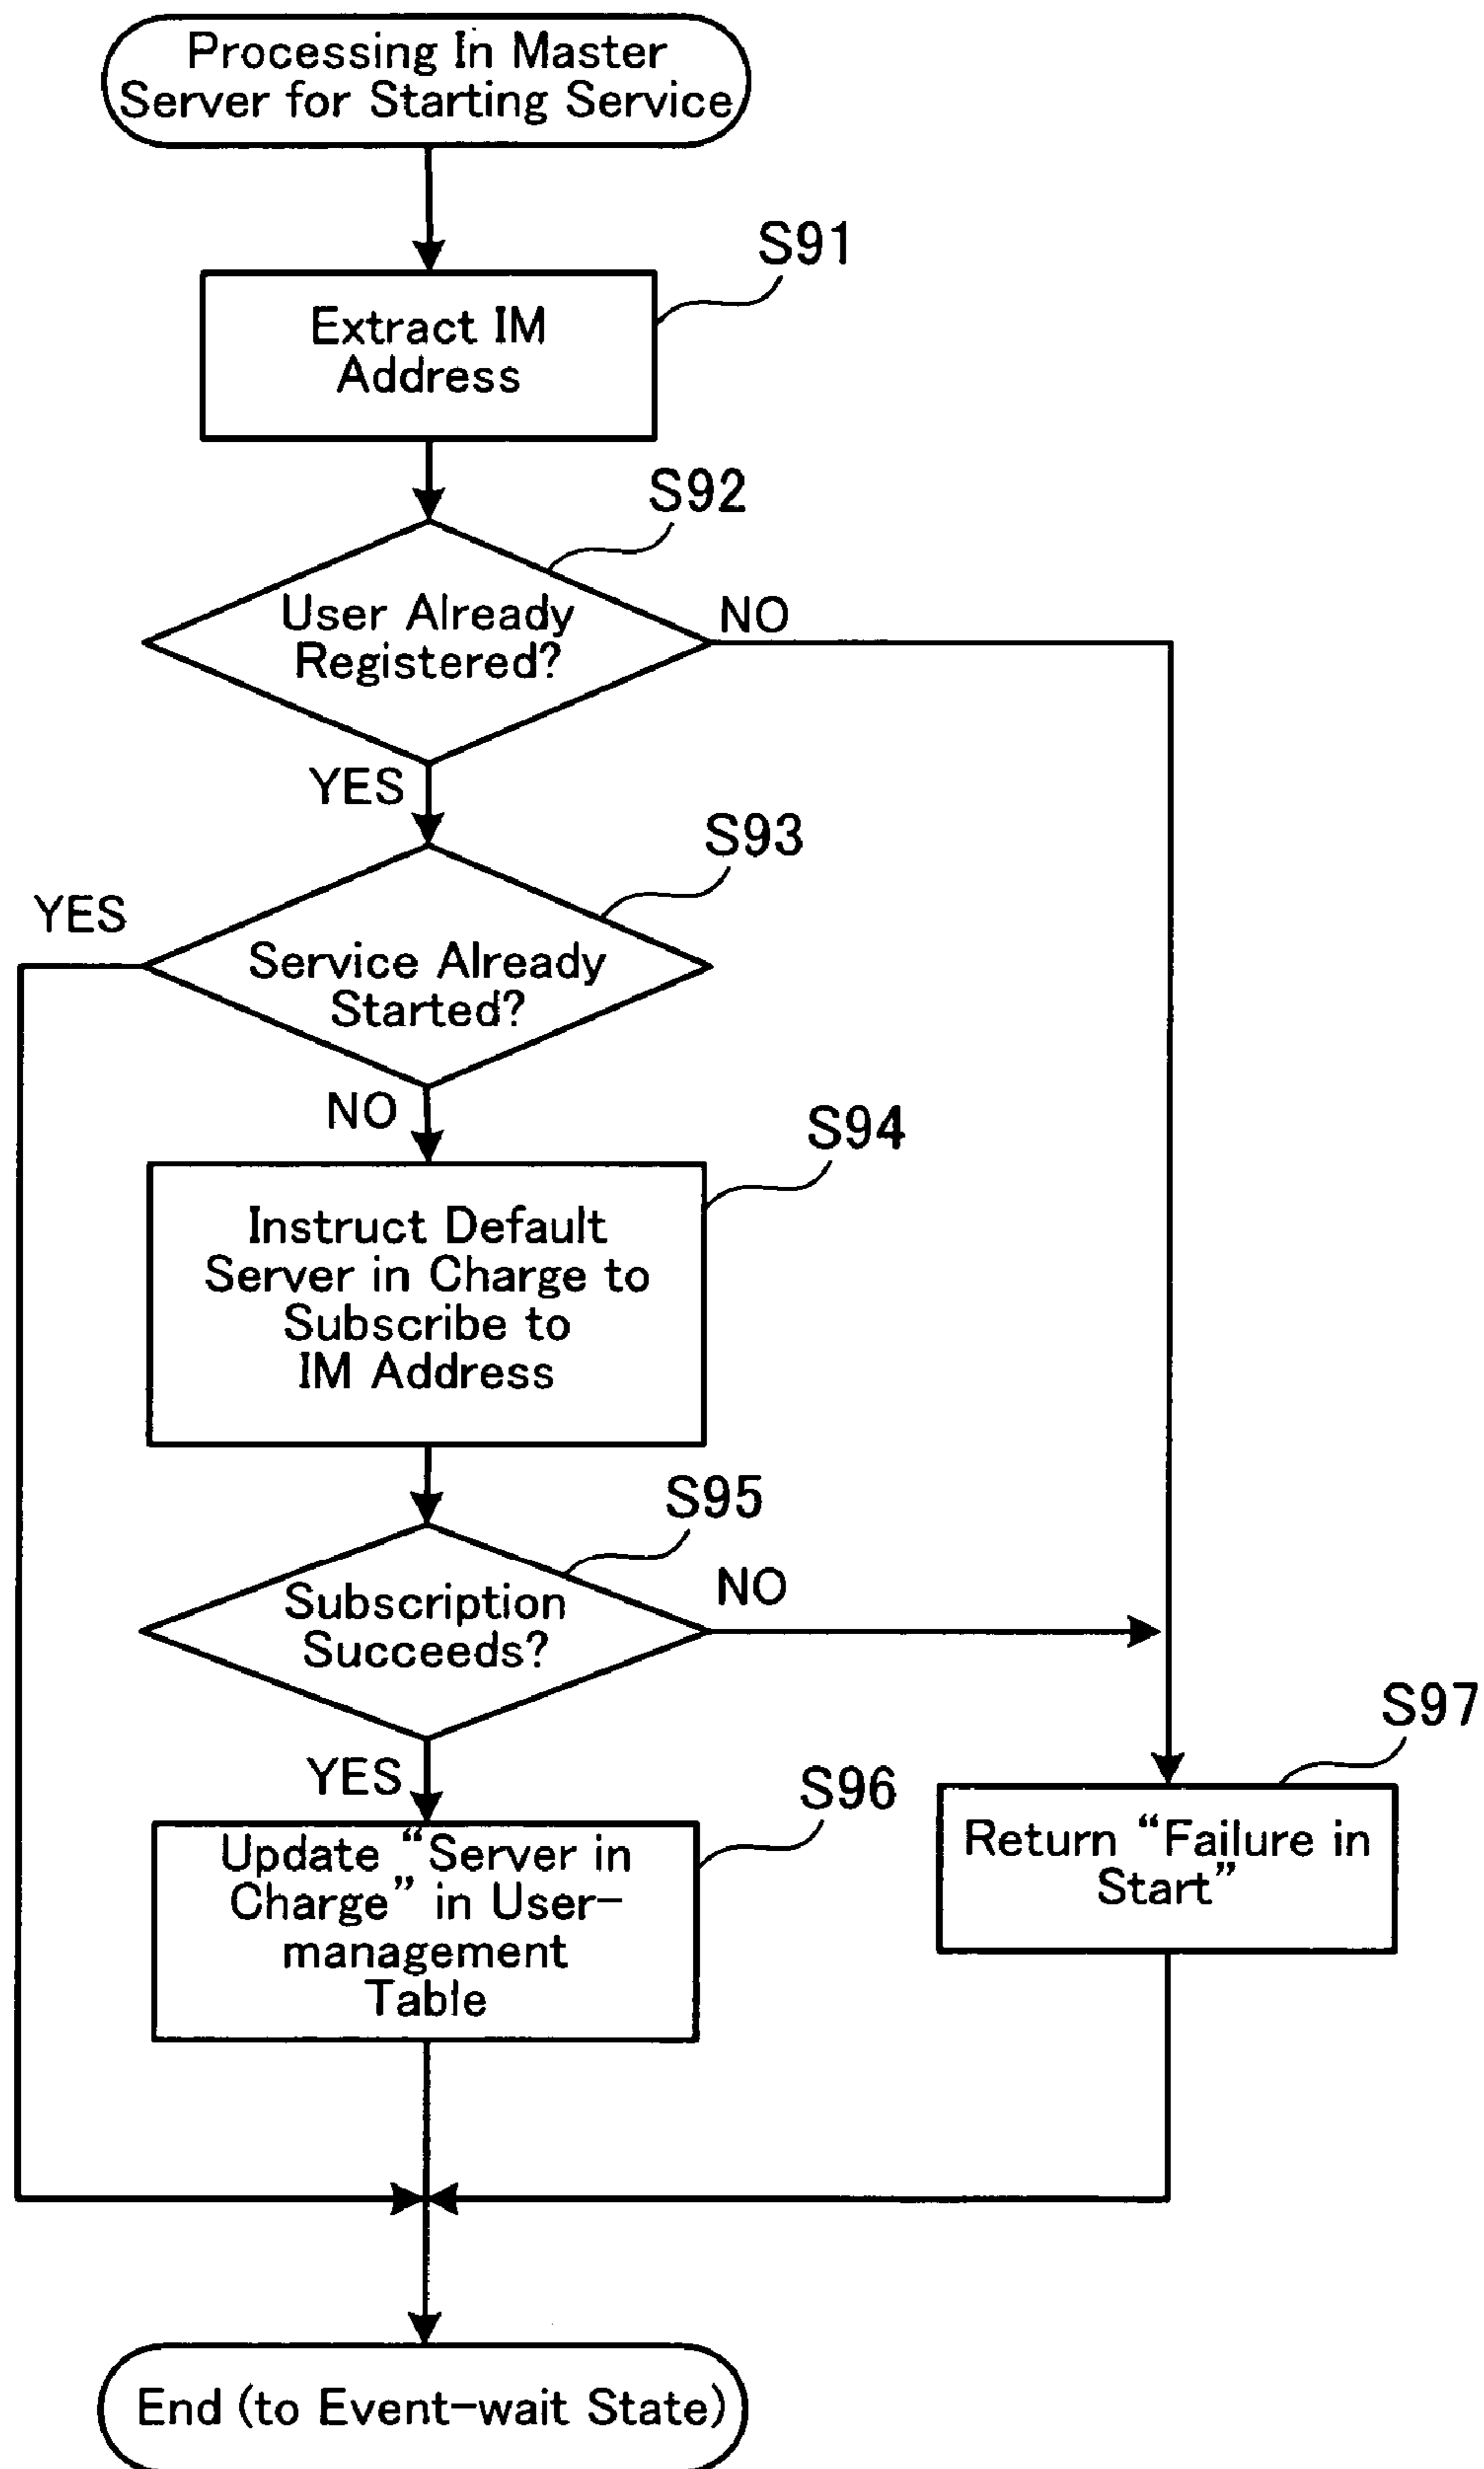 Processing In Master
Server for Starting Service
S91
Extract IM
Address
S92
User Already
Registered?
NO
YES
S93
YES
Service Already
Started?
NO
S94
Instruct Default
Server in Charge to
Subscribe to
IM Address
S95
Subscription
Succeeds?
NO
YES
S96
Update “Server in
Charge” in User-
management
Table
S97
Return “Failure in
Start”
End (to Event-wait State)